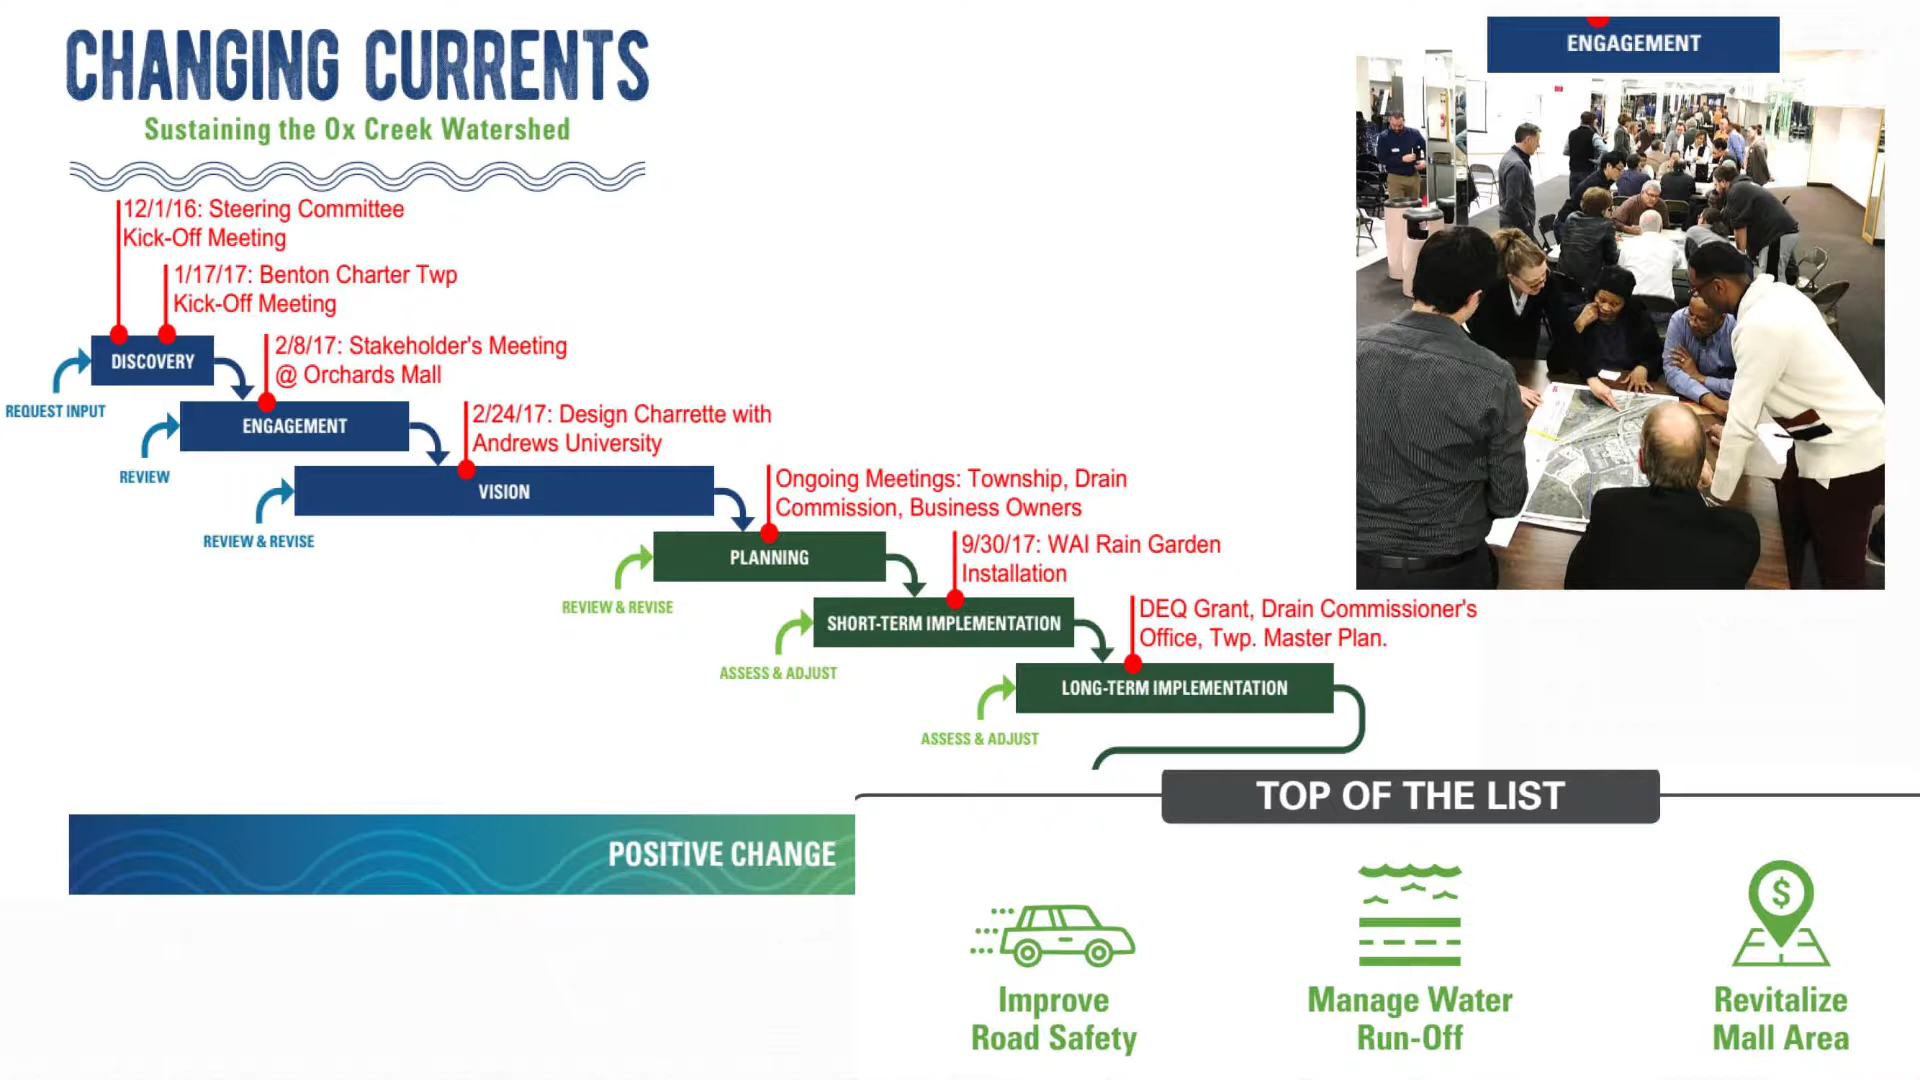 CHANGING CURRENTS
Sustaining the Ox Creek Watershed
ENGAGEMENT
12/1/16: Steering Committee
Kick-Off Meeting
1/17/17: Benton Charter Twp
Kick-Off Meeting
DISCOVERY
REQUEST INPUT
2/8/17: Stakeholder's Meeting
@ Orchards Mall
ENGAGEMENT
REVIEW
2/24/17: Design Charrette with
Andrews University
VISION
REVIEW & REVISE
Ongoing Meetings: Township, Drain
Commission, Business Owners
PLANNING
REVIEW & REVISE
9/30/17: WAI Rain Garden
Installation
SHORT-TERM IMPLEMENTATION
ASSESS & ADJUST
DEQ Grant, Drain Commissioner's
Office, Twp. Master Plan.
LONG-TERM IMPLEMENTATION
ASSESS & ADJUST
POSITIVE CHANGE
TOP OF THE LIST
$
Improve
Road Safety
Manage Water
Run-Off
Revitalize
Mall Area